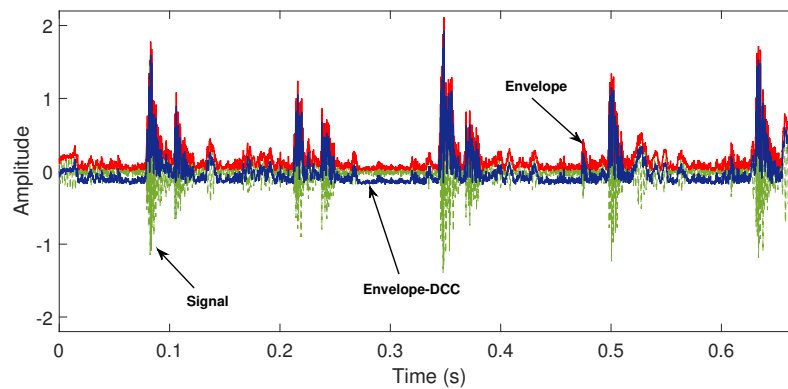 2
1
0
-1
-2
Amplitude
Envelope
Signal
Envelope-DCC
0 0.1 0.2 0.3 0.4 0.5 0.6
Time (s)